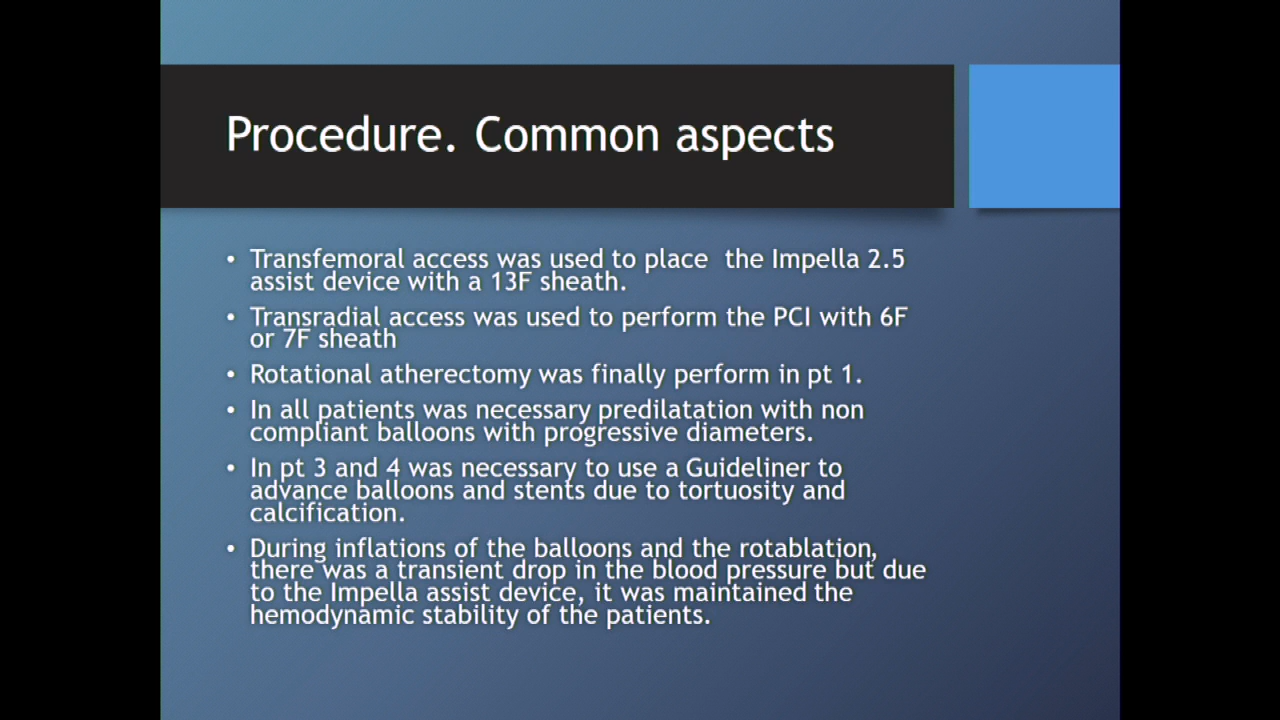 Procedure. Common aspects
• Transfemoral access was used to place  the Impella 2.5
assist device with a 13F sheath.
• Transradial access was used to perform the PCI with 6F
or 7F sheath
• Rotational atherectomy was finally perform in pt 1.
• In all patients was necessary predilatation with non
compliant balloons with progressive diameters.
• In pt 3 and 4 was necessary to use a Guideliner to
advance balloons and stents due to tortuosity and
calcification.
• During inflations of the balloons and the rotablation,
there was a transient drop in the blood pressure but due
to the Impella assist device, it was maintained the
hemodynamic stability of the patients.